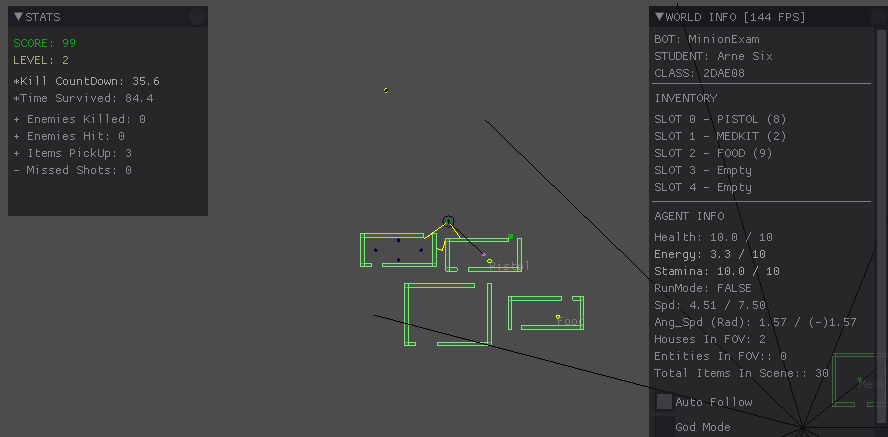 STATS
SCORE: 99
LEVEL: 2
*Kill CountDown: 35.6
*Time Survived: 84.4
+ Enemies Killed: 0
+ Enemies Hit: 0
+ Items PickUp: 3
- Missed Shots: 0
Pistol
Food
WORLD INFO [144 FPS]
BOT: MinionExam
STUDENT: Arne Six
CLASS: 2DAE08
INVENTORY
SLOT 0 - PISTOL (8)
SLOT 1 - MEDKIT (2)
SLOT 2 - FOOD (9)
SLOT 3 - Empty
SLOT 4 - Empty
AGENT INFO
Health: 10.0 / 10
Energy: 3.3 / 10
Stamina: 10.0 / 10
RunMode: FALSE
Spd: 4.51 / 7.50
Ang_Spd (Rad): 1.57 / (-)1.57
Houses In FOV: 2
Entities In FOV:: 0
Total Items In Scene:: 30
Auto Follow
God Mode